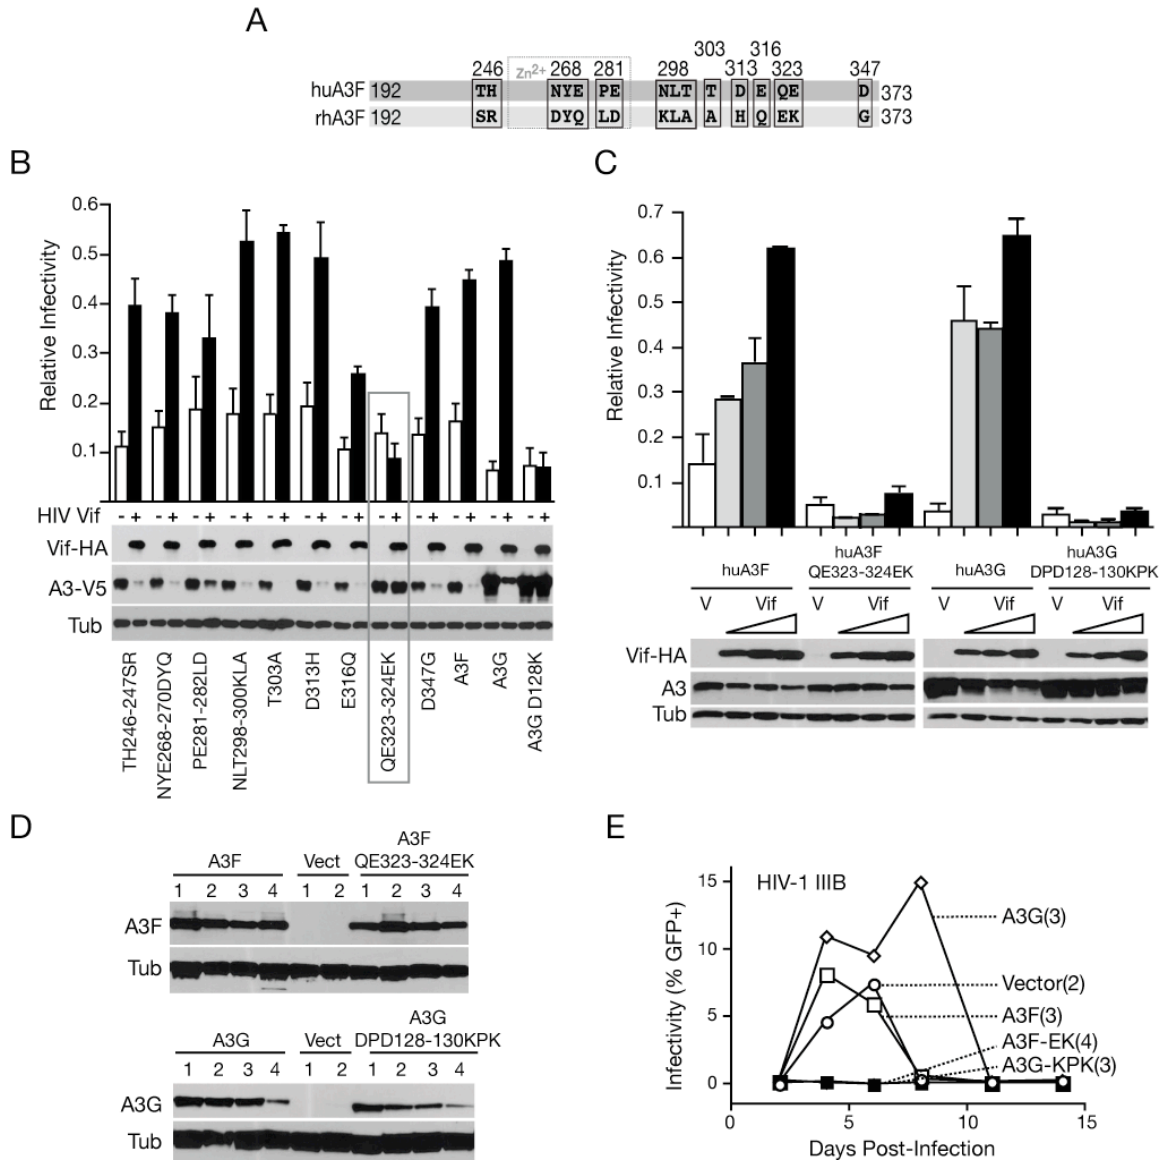 A
303 316
246 Zn2+ 268 281 298 313 323 347
huA3F 192 TH NYE PE NLT T D E QE D 373
rhA3F 192 SR DYQ LD KLA A H Q EK G 373
B
Relative Infectivity
0.6
0.5
0.4
0.3
0.2
0.1
HIV Vif - + - + - + - + - + - + - + - + - + - + - + - +
Vif-HA
A3-V5
Tub
TH246-247SR
NYE268-270DYQ
PE281-282LD
NLT298-300KLA
T303A
D313H
E316Q
QE323-324EK
D347G
A3F
A3G
A3G D128K
C
Relative Infectivity
0.7
0.6
0.5
0.4
0.3
0.2
0.1
huA3F
huA3F
QE323-324EK
huA3G
huA3G
DPD128-130KPK
V Vif V Vif V Vif V Vif
Vif-HA
A3
Tub
D
A3F Vect A3F
QE323-324EK
1 2 3 4 1 2 1 2 3 4
A3F
Tub
A3G Vect A3G
DPD128-130KPK
1 2 3 4 1 2 1 2 3 4
A3G
Tub
E
HIV-1 IIIB
Infectivity (% GFP+)
15
10
5
0
A3G(3)
Vector(2)
A3F(3)
A3F-EK(4)
A3G-KPK(3)
0 5 10 15
Days Post-Infection